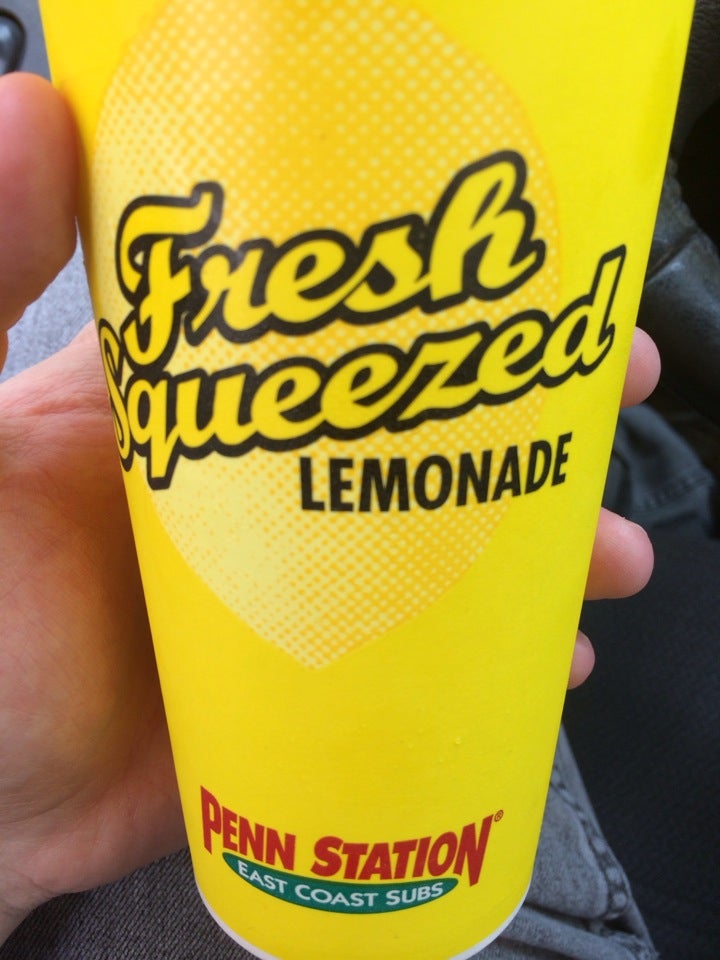 Fresh
Squeezed
LEMONADE
PENN STATION®
EAST COAST SUBS